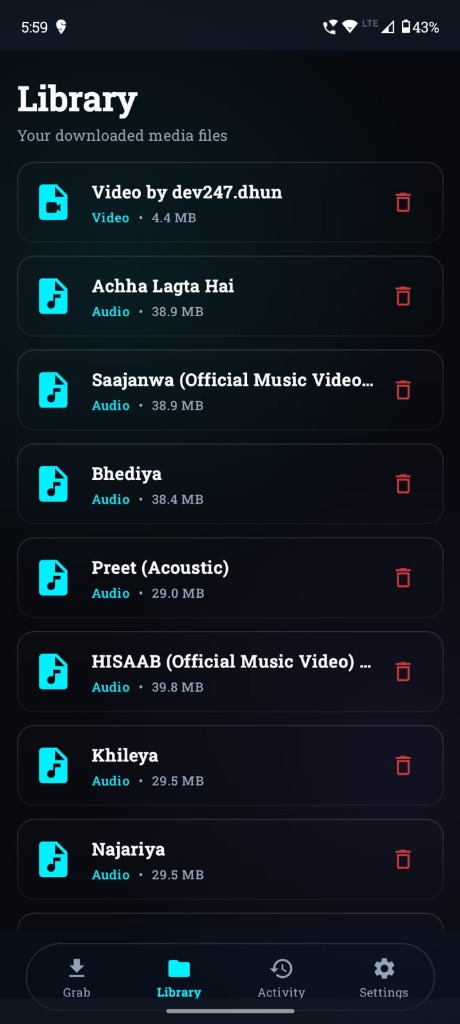 5:59 LTE 43%
Library
Your downloaded media files
Video by dev247.dhun
Video • 4.4 MB
Achha Lagta Hai
Audio • 38.9 MB
Saajanwa (Official Music Video...
Audio • 38.9 MB
Bhediya
Audio • 38.4 MB
Preet (Acoustic)
Audio • 29.0 MB
HISAAB (Official Music Video) ...
Audio • 39.8 MB
Khileya
Audio • 29.5 MB
Najariya
Audio • 29.5 MB
Grab Library Activity Settings